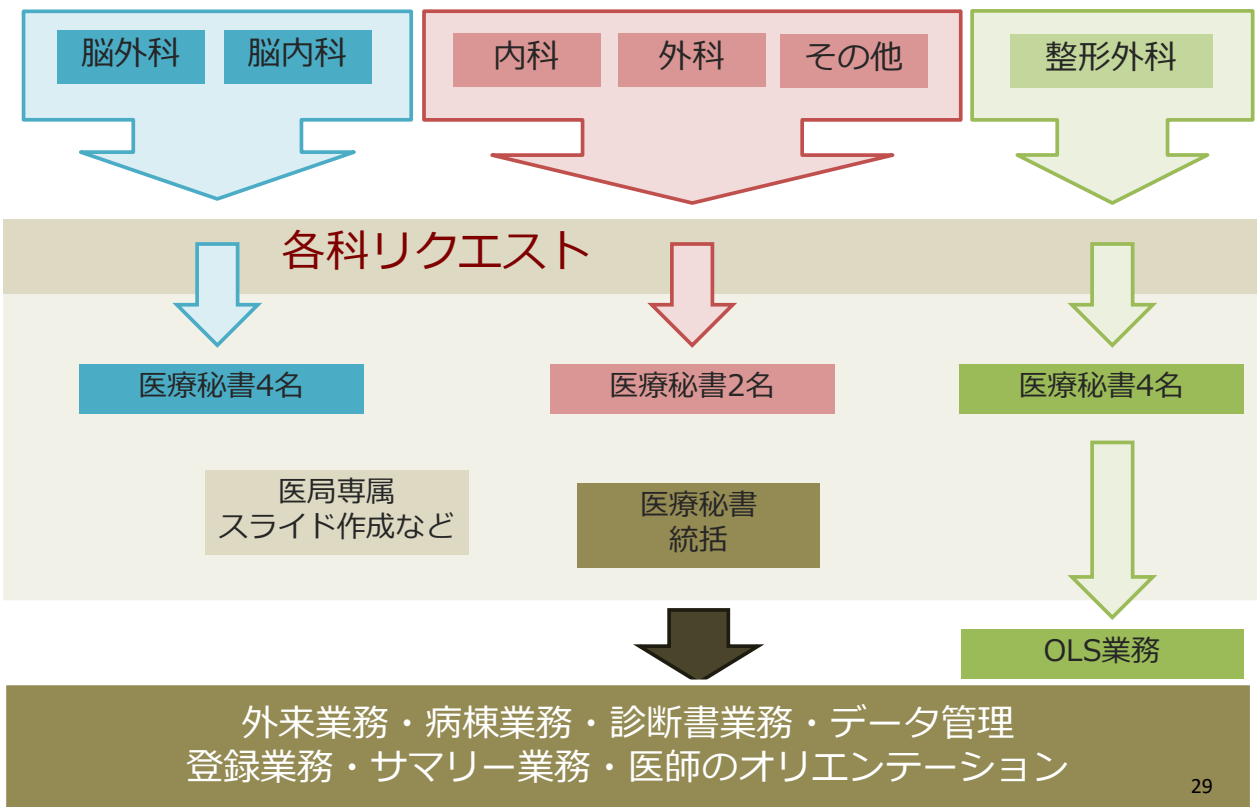 脳外科 脳内科 内科 外科 その他 整形外科
各科リクエスト
医療秘書4名 医療秘書2名 医療秘書4名
医局専属
スライド作成など
医療秘書
統括
OLS業務
外来業務・病棟業務・診断書業務・データ管理
登録業務・サマリー業務・医師のオリエンテーション
29